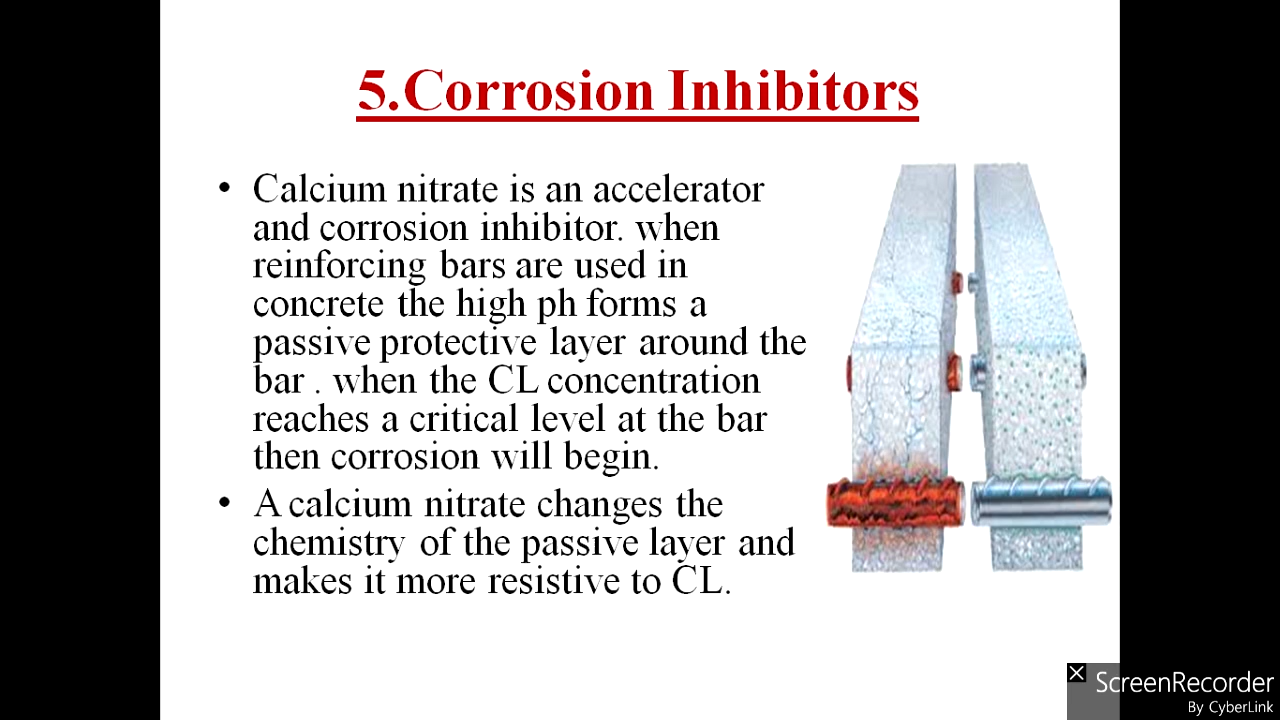 5.Corrosion Inhibitors
• Calcium nitrate is an accelerator
and corrosion inhibitor. when
reinforcing bars are used in
concrete the high ph forms a
passive protective layer around the
bar . when the CL concentration
reaches a critical level at the bar
then corrosion will begin.
• A calcium nitrate changes the
chemistry of the passive layer and
makes it more resistive to CL.
ScreenRecorder
By CyberLink